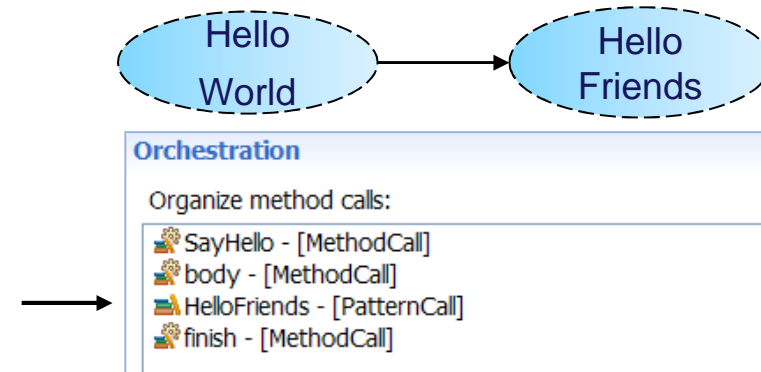 Hello
World
Hello
Friends
Orchestration
Organize method calls:
SayHello - [MethodCall]
body - [MethodCall]
HelloFriends - [PatternCall]
finish - [MethodCall]